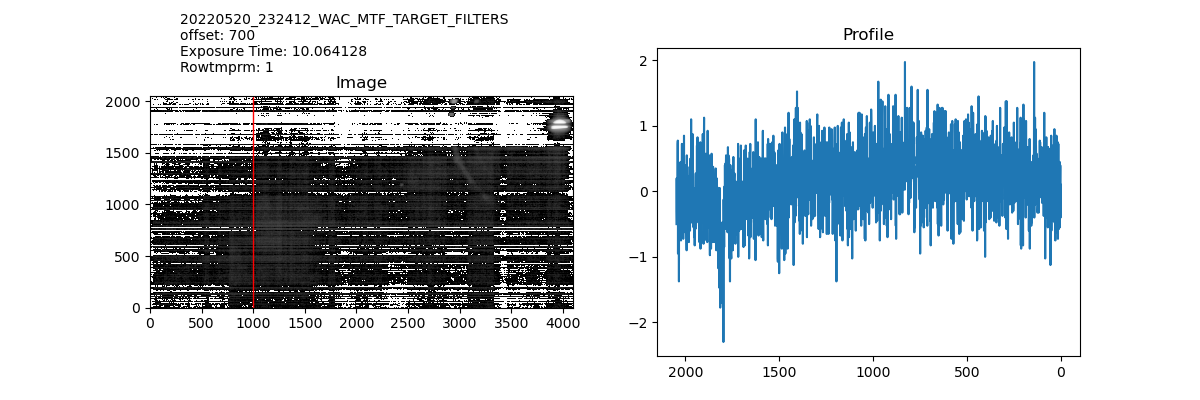 20220520_232412_WAC_MTF_TARGET_FILTERS
offset: 700
Exposure Time: 10.064128
Rowtmprm: 1
Image
2000
1500
1000
500
0
0 500 1000 1500 2000 2500 3000 3500 4000
Profile
2
1
0
−1
−2
2000 1500 1000 500 0